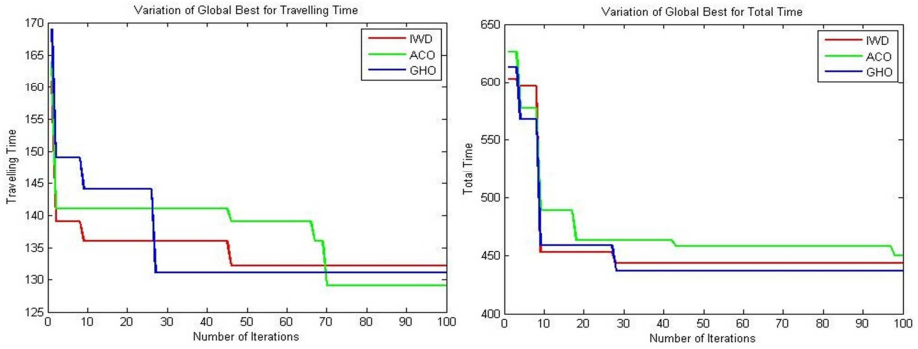 Variation of Global Best for Travelling Time
170
165
160
155
150
145
140
135
130
125
Travelling Time
IWD
ACO
GHO
0 10 20 30 40 50 60 70 80 90 100
Number of Iterations
Variation of Global Best for Total Time
650
600
550
500
450
400
Total Time
IWD
ACO
GHO
0 10 20 30 40 50 60 70 80 90 100
Number of Iterations